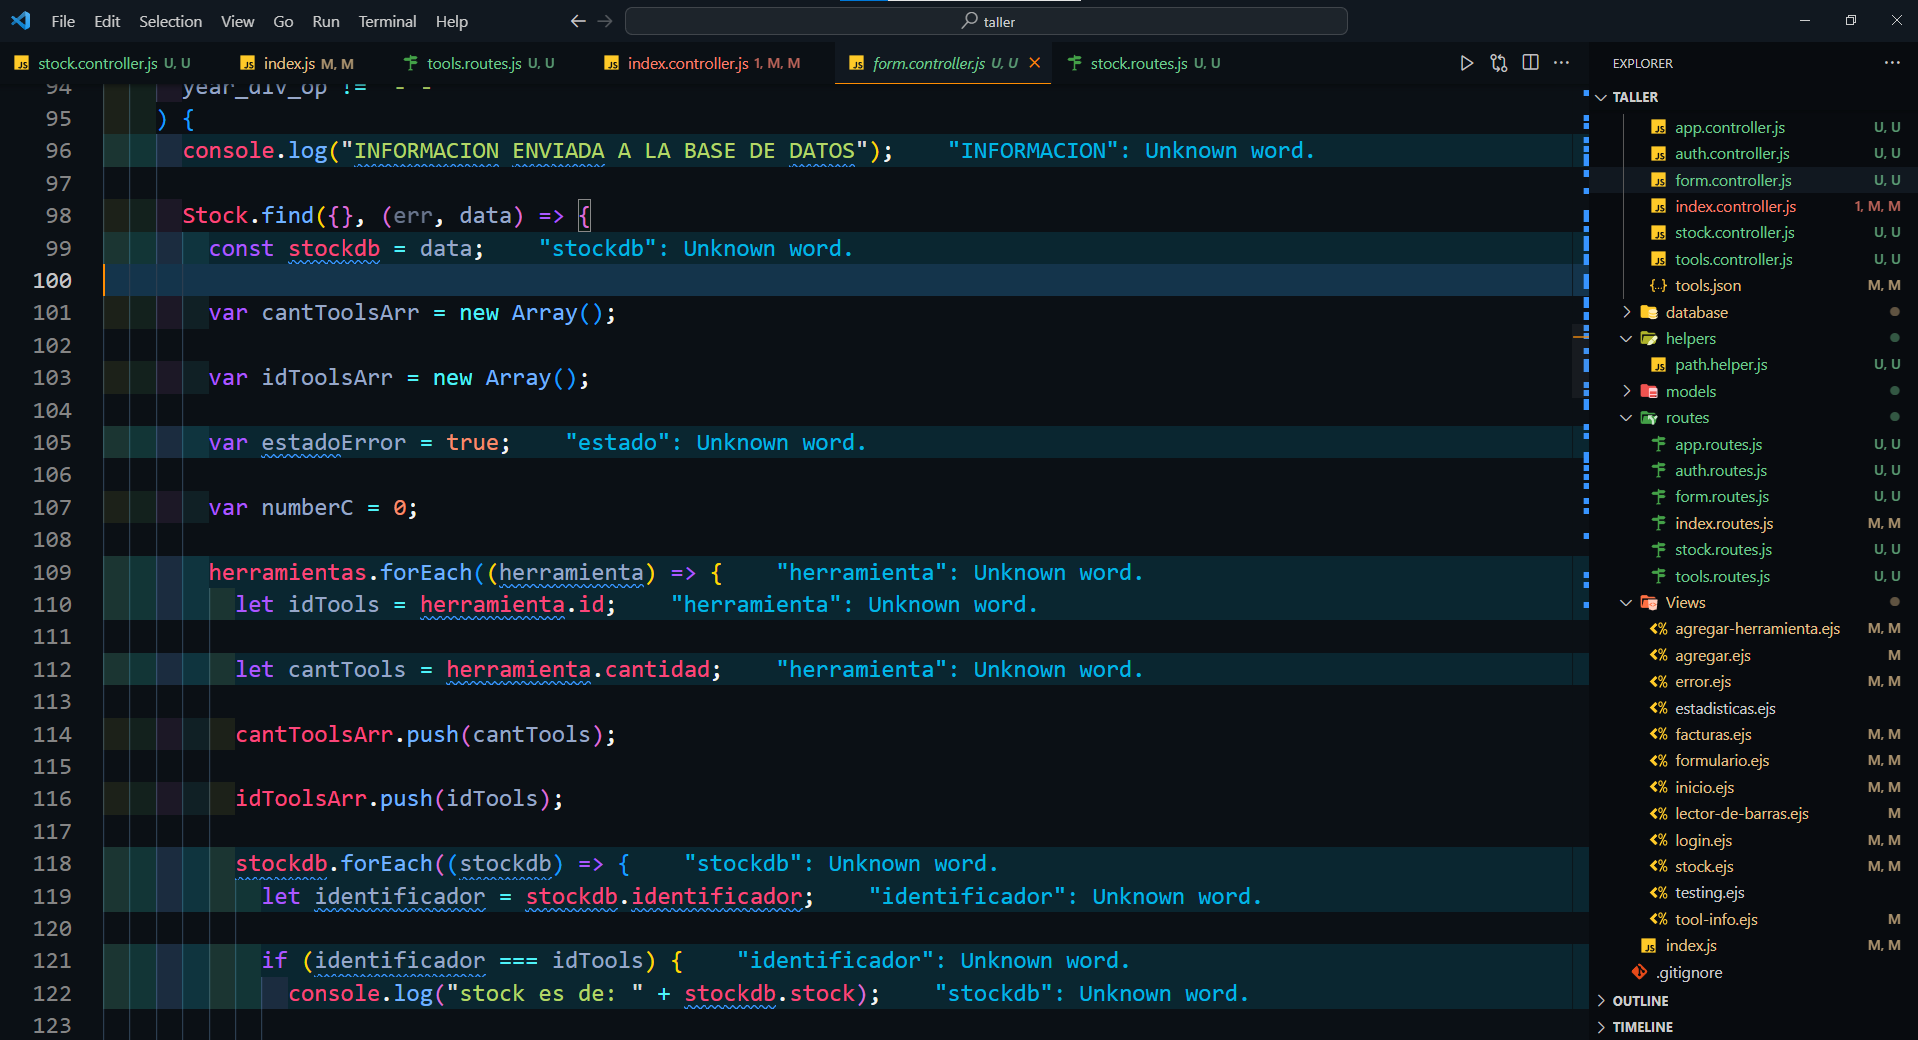 File Edit Selection View Go Run Terminal Help
taller
stock.controller.js U, U
index.js M, M
tools.routes.js U, U
index.controller.js 1, M, M
form.controller.js U, U
stock.routes.js U, U
94 year_div_op != "- -"
95 ) {
96 console.log("INFORMACION ENVIADA A LA BASE DE DATOS"); "INFORMACION": Unknown word.
97
98 Stock.find({}, (err, data) => {
99 const stockdb = data; "stockdb": Unknown word.
100
101 var cantToolsArr = new Array();
102
103 var idToolsArr = new Array();
104
105 var estadoError = true; "estado": Unknown word.
106
107 var numberC = 0;
108
109 herramientas.forEach((herramienta) => { "herramienta": Unknown word.
110 let idTools = herramienta.id; "herramienta": Unknown word.
111
112 let cantTools = herramienta.cantidad; "herramienta": Unknown word.
113
114 cantToolsArr.push(cantTools);
115
116 idToolsArr.push(idTools);
117
118 stockdb.forEach((stockdb) => { "stockdb": Unknown word.
119 let identificador = stockdb.identificador; "identificador": Unknown word.
120
121 if (identificador === idTools) { "identificador": Unknown word.
122 console.log("stock es de: " + stockdb.stock); "stockdb": Unknown word.
123
EXPLORER
TALLER
app.controller.js U, U
auth.controller.js U, U
form.controller.js U, U
index.controller.js 1, M, M
stock.controller.js U, U
tools.controller.js U, U
tools.json M, M
database
helpers
path.helper.js U, U
models
routes
app.routes.js U, U
auth.routes.js U, U
form.routes.js U, U
index.routes.js M, M
stock.routes.js U, U
tools.routes.js U, U
Views
agregar-herramienta.ejs M, M
agregar.ejs M
error.ejs M, M
estadisticas.ejs
facturas.ejs M, M
formulario.ejs M, M
inicio.ejs M, M
lector-de-barras.ejs M
login.ejs M, M
stock.ejs M, M
testing.ejs
tool-info.ejs M
index.js M, M
.gitignore
OUTLINE
TIMELINE